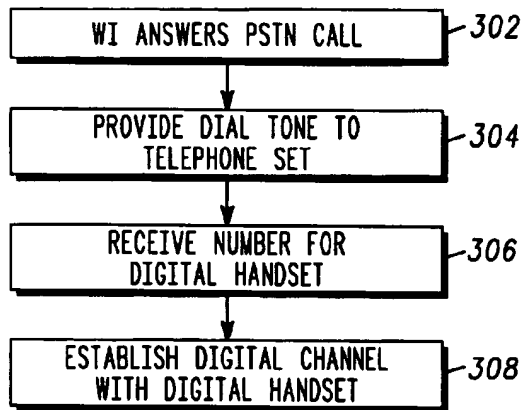 WI ANSWERS PSTN CALL
302
PROVIDE DIAL TONE TO
TELEPHONE SET
304
RECEIVE NUMBER FOR
DIGITAL HANDSET
306
ESTABLISH DIGITAL CHANNEL
WITH DIGITAL HANDSET
308